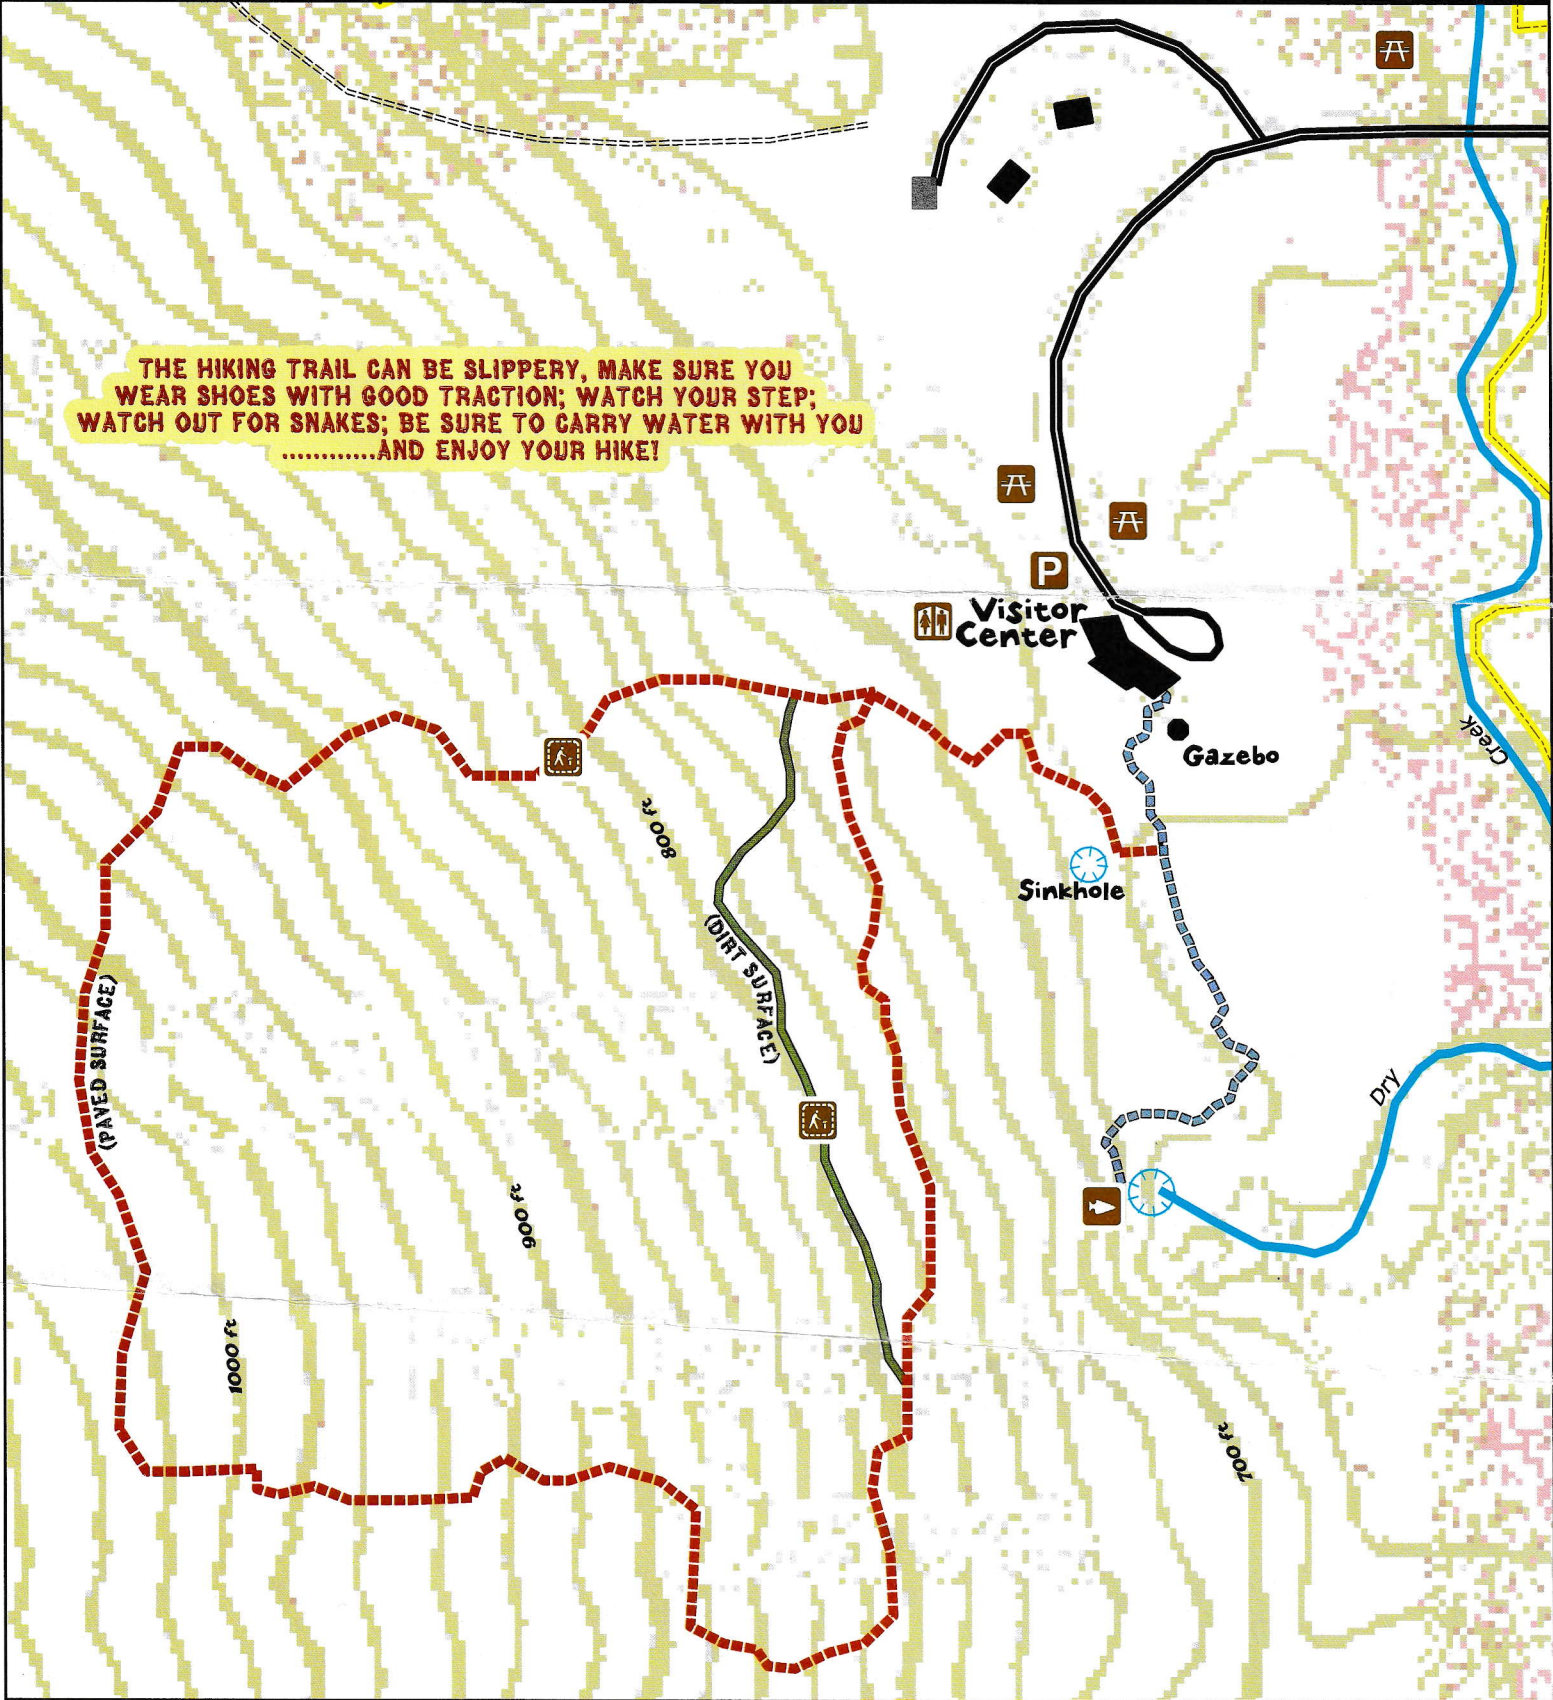 THE HIKING TRAIL CAN BE SLIPPERY, MAKE SURE YOU
WEAR SHOES WITH GOOD TRACTION; WATCH YOUR STEP;
WATCH OUT FOR SNAKES; BE SURE TO CARRY WATER WITH YOU
.............AND ENJOY YOUR HIKE!
P
Visitor
Center
Gazebo
Creek
800 ft
Sinkhole
(DIRT SURFACE)
(PAVED SURFACE)
Dry
900 ft
1000 ft
700 ft